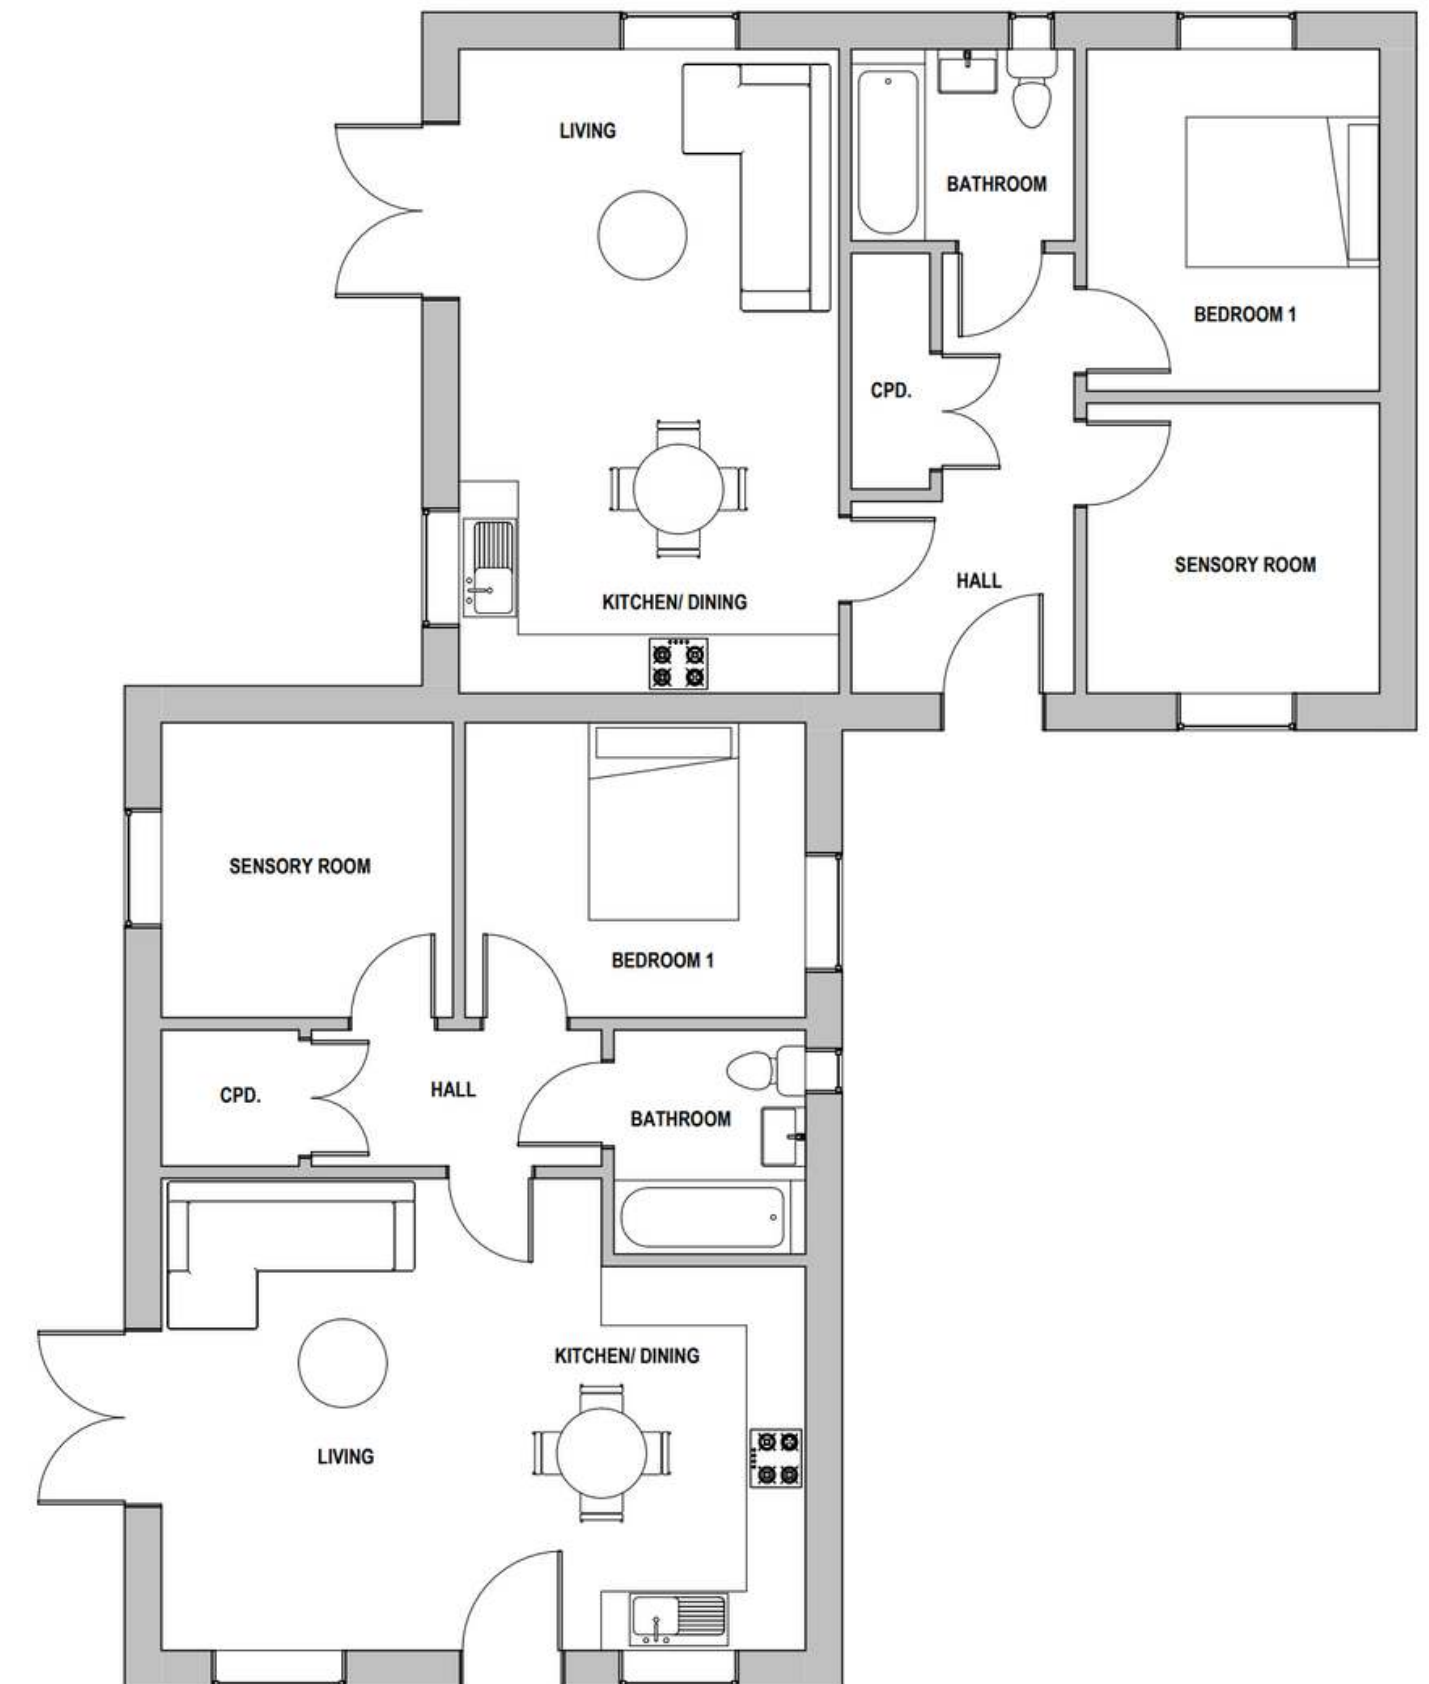 LIVING
BATHROOM
BEDROOM 1
CPD.
SENSORY ROOM
HALL
KITCHEN/ DINING
SENSORY ROOM
BEDROOM 1
CPD.
HALL
BATHROOM
KITCHEN/ DINING
LIVING